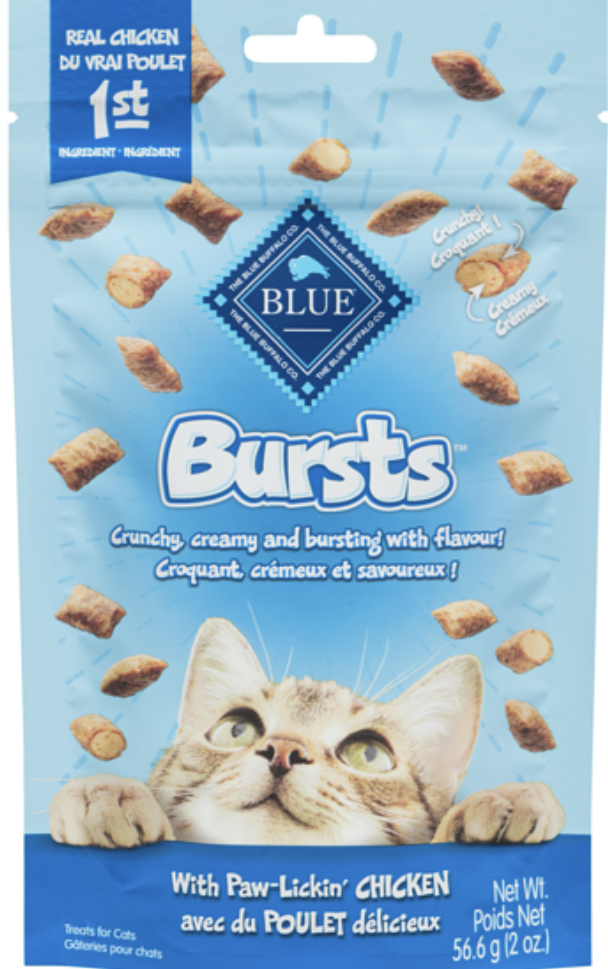 REAL CHICKEN
DU VRAI POULET
1st
INGREDIENT · INGRÉDIENT
Crunchy!
Croquant !
Creamy
Crémeux
THE BLUE BUFFALO CO.
THE BLUE BUFFALO CO.
BLUE
THE BLUE BUFFALO CO.
THE BLUE BUFFALO CO.
Bursts™
Crunchy, creamy and bursting with flavour!
Croquant, crémeux et savoureux !
With Paw-Lickin' CHICKEN
avec du POULET délicieux
Net Wt.
Poids Net
56.6 g (2 oz.)
Treats for Cats
Gâteries pour chats